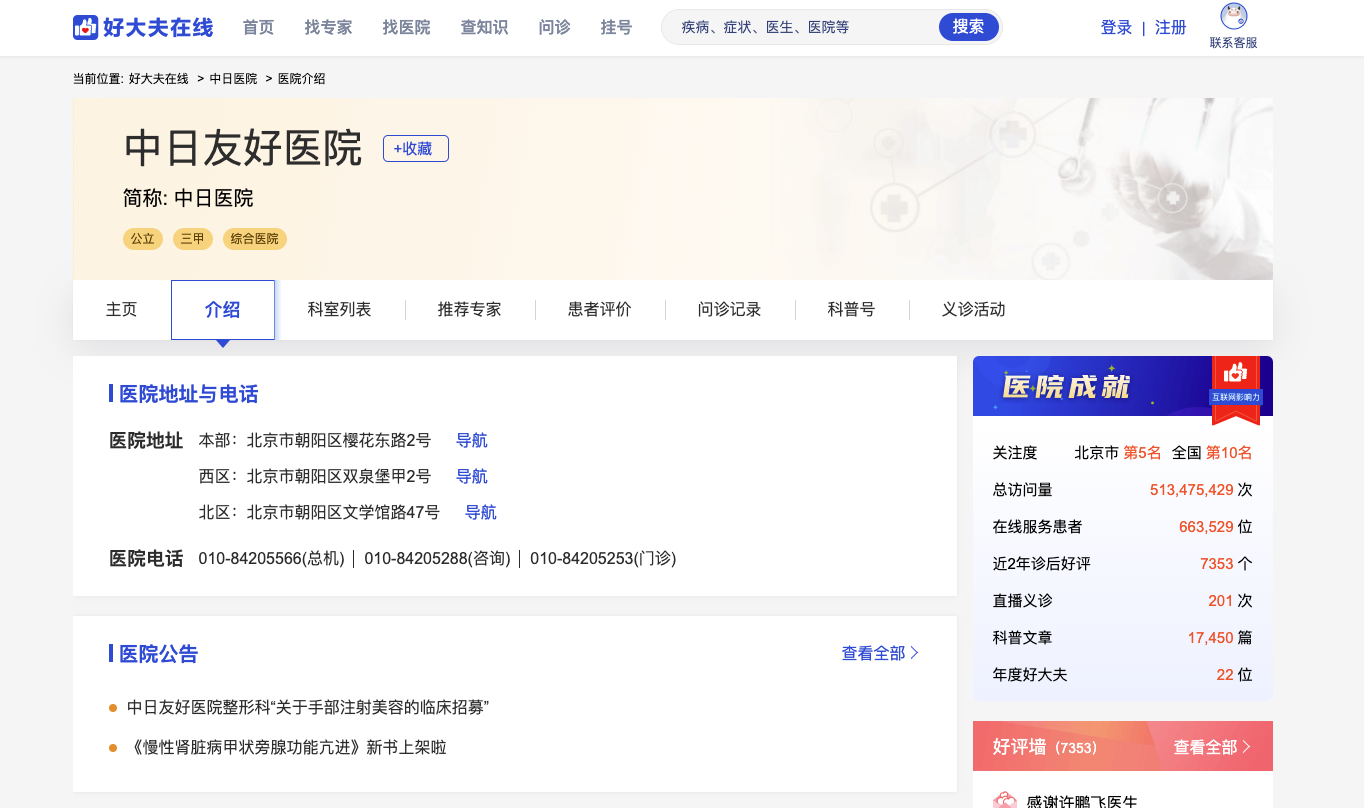 好大夫在线 首页 找专家 找医院 查知识 问诊 挂号 疾病、症状、医生、医院等 搜索 登录 | 注册 联系客服
当前位置: 好大夫在线 > 中日医院 > 医院介绍
中日友好医院 +收藏
简称: 中日医院
公立 三甲 综合医院
主页 介绍 科室列表 推荐专家 患者评价 问诊记录 科普号 义诊活动
医院地址与电话
医院地址 本部：北京市朝阳区樱花东路2号 导航
西区：北京市朝阳区双泉堡甲2号 导航
北区：北京市朝阳区文学馆路47号 导航
医院电话 010-84205566(总机) | 010-84205288(咨询) | 010-84205253(门诊)
医院公告 查看全部
中日友好医院整形科“关于手部注射美容的临床招募”
《慢性肾脏病甲状旁腺功能亢进》新书上架啦
医院成就 互联网影响力
关注度 北京市 第5名 全国 第10名
总访问量 513,475,429 次
在线服务患者 663,529 位
近2年诊后好评 7353 个
直播义诊 201 次
科普文章 17,450 篇
年度好大夫 22 位
好评墙 (7353) 查看全部
感谢许鹏飞医生